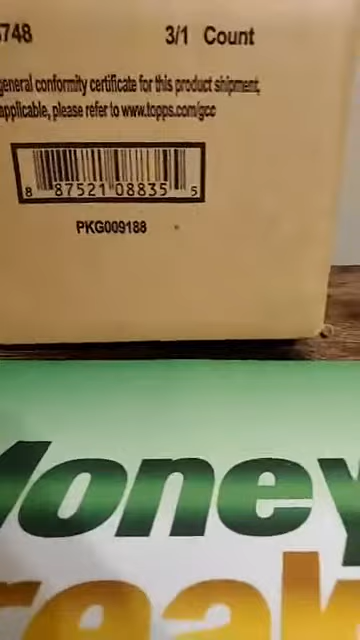 748 3/1 Count
general conformity certificate for this product shipment,
applicable, please refer to www.topps.com/gcc
8 87521 08835 5
PKG009188
Money